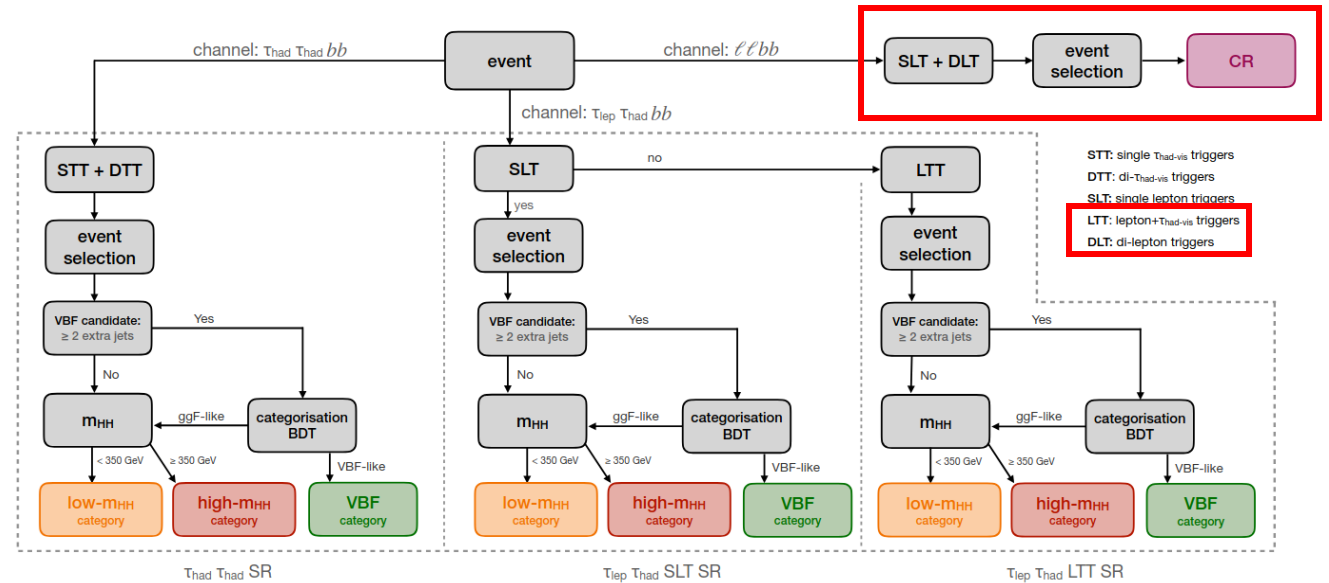 channel: τhad τhad bb
event
channel: ℓℓbb
SLT + DLT
event
selection
CR
channel: τlep τhad bb
STT + DTT
SLT
no
LTT
yes
STT: single τhad-vis triggers
DTT: di-τhad-vis triggers
SLT: single lepton triggers
LTT: lepton+τhad-vis triggers
DLT: di-lepton triggers
event
selection
event
selection
event
selection
VBF candidate:
≥ 2 extra jets
Yes
No
mHH
ggF-like
categorisation
BDT
< 350 GeV
≥ 350 GeV
VBF-like
low-mHH
category
high-mHH
category
VBF
category
VBF candidate:
≥ 2 extra jets
Yes
No
mHH
ggF-like
categorisation
BDT
< 350 GeV
≥ 350 GeV
VBF-like
low-mHH
category
high-mHH
category
VBF
category
VBF candidate:
≥ 2 extra jets
Yes
No
mHH
ggF-like
categorisation
BDT
< 350 GeV
≥ 350 GeV
VBF-like
low-mHH
category
high-mHH
category
VBF
category
τhad τhad SR
τlep τhad SLT SR
τlep τhad LTT SR